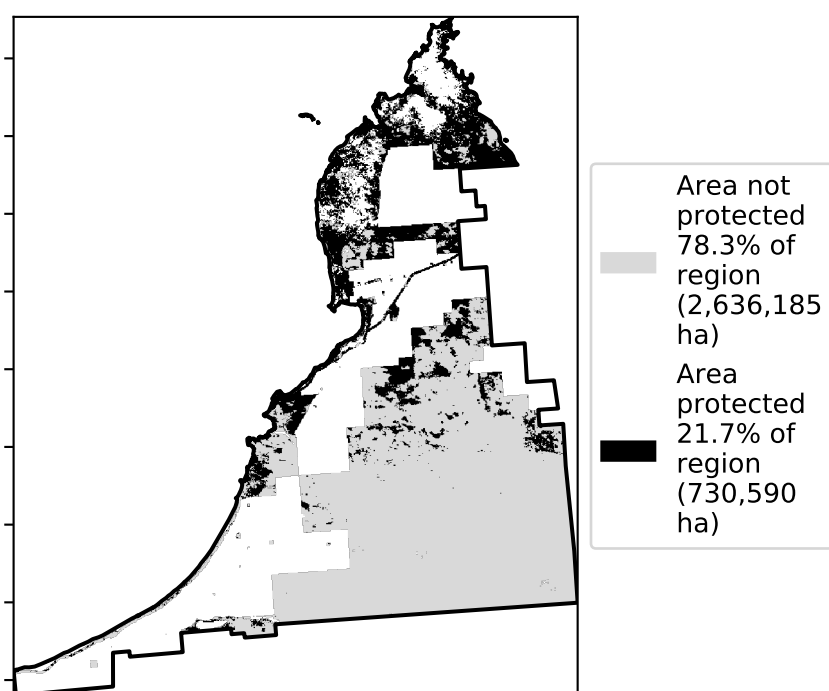 Area not
protected
78.3% of
region
(2,636,185
ha)
Area
protected
21.7% of
region
(730,590
ha)